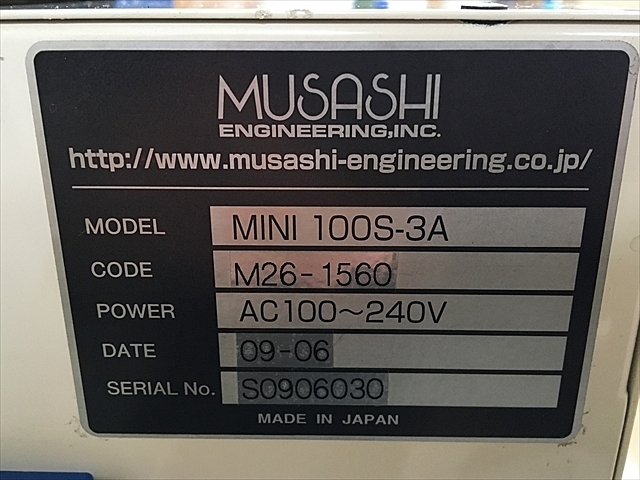 MUSASHI
ENGINEERING,INC.
http://www.musashi-engineering.co.jp/
MODEL MINI 100S-3A
CODE M26-1560
POWER AC100~240V
DATE 09-06
SERIAL No. S0906030
MADE IN JAPAN